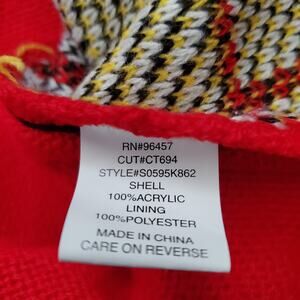 RN#96457
CUT#CT694
STYLE#S0595K862
SHELL
100%ACRYLIC
LINING
100%POLYESTER
MADE IN CHINA
CARE ON REVERSE